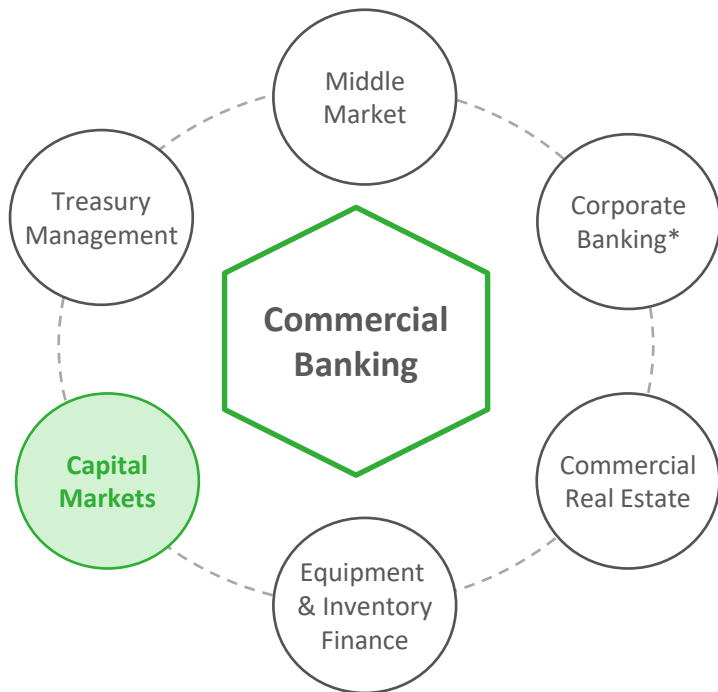 Middle
Market
Treasury
Management
Corporate
Banking*
Commercial
Banking
Capital
Markets
Commercial
Real Estate
Equipment
& Inventory
Finance